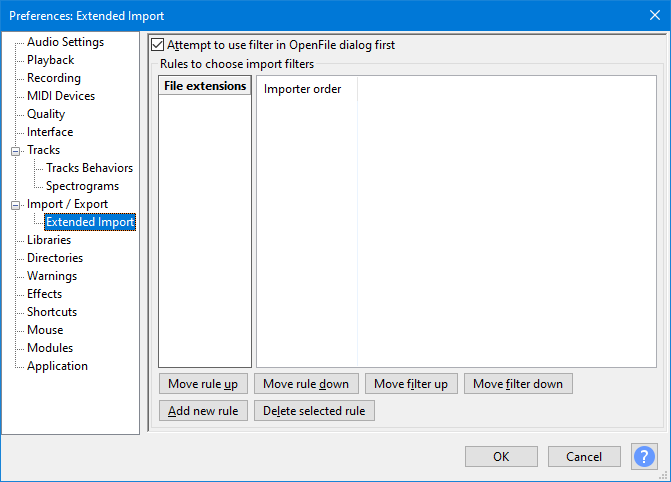 Preferences: Extended Import
Audio Settings
Playback
Recording
MIDI Devices
Quality
Interface
Tracks
Tracks Behaviors
Spectrograms
Import / Export
Extended Import
Libraries
Directories
Warnings
Effects
Shortcuts
Mouse
Modules
Application
Attempt to use filter in OpenFile dialog first
Rules to choose import filters
File extensions
Importer order
Move rule up Move rule down Move filter up Move filter down
Add new rule Delete selected rule
OK Cancel ?